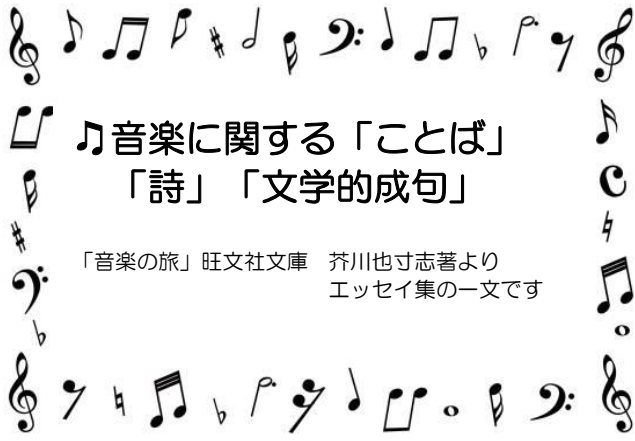 ♫音楽に関する「ことば」
「詩」「文学的成句」
「音楽の旅」旺文社文庫　芥川也寸志著より
エッセイ集の一文です